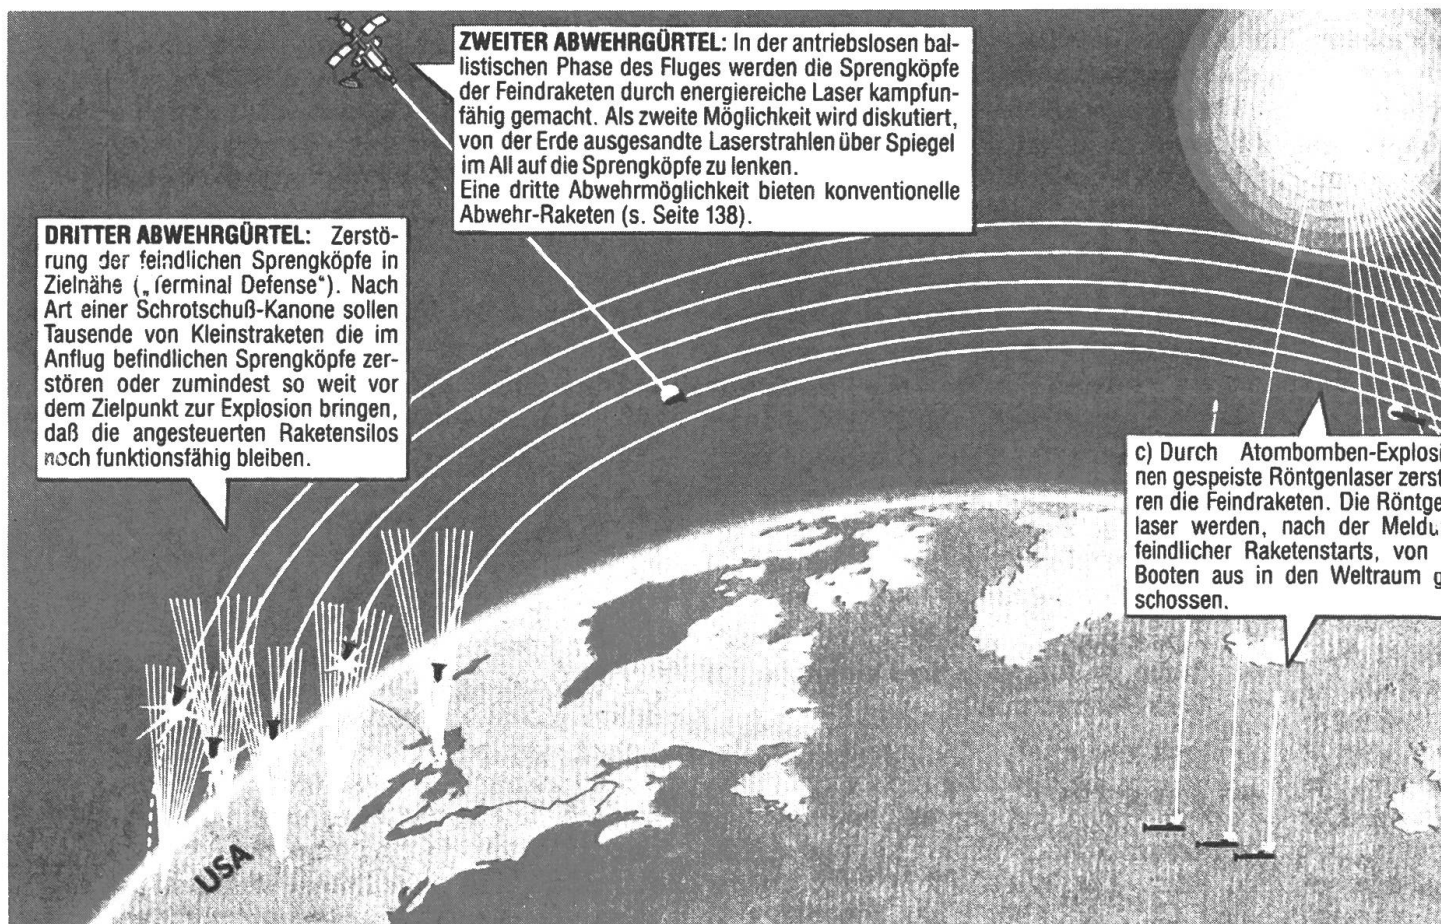 ZWEITER ABWEHRGÜRTEL: In der antriebslosen bal-
listischen Phase des Fluges werden die Sprengköpfe
der Feindraketen durch energiereiche Laser kampfun-
fähig gemacht. Als zweite Möglichkeit wird diskutiert,
von der Erde ausgesandte Laserstrahlen über Spiegel
im All auf die Sprengköpfe zu lenken.
Eine dritte Abwehrmöglichkeit bieten konventionelle
Abwehr-Raketen (s. Seite 138).
DRITTER ABWEHRGÜRTEL: Zerstö-
rung der feindlichen Sprengköpfe in
Zielnähe („Terminal Defense“). Nach
Art einer Schrotschuß-Kanone sollen
Tausende von Kleinstraketen die im
Anflug befindlichen Sprengköpfe zer-
stören oder zumindest so weit vor
dem Zielpunkt zur Explosion bringen,
daß die angesteuerten Raketensilos
noch funktionsfähig bleiben.
c) Durch Atombomben-Explosi
nen gespeiste Röntgenlaser zerst
ren die Feindraketen. Die Röntge
laser werden, nach der Meldu
feindlicher Raketenstarts, von
Booten aus in den Weltraum g
schossen.
USA